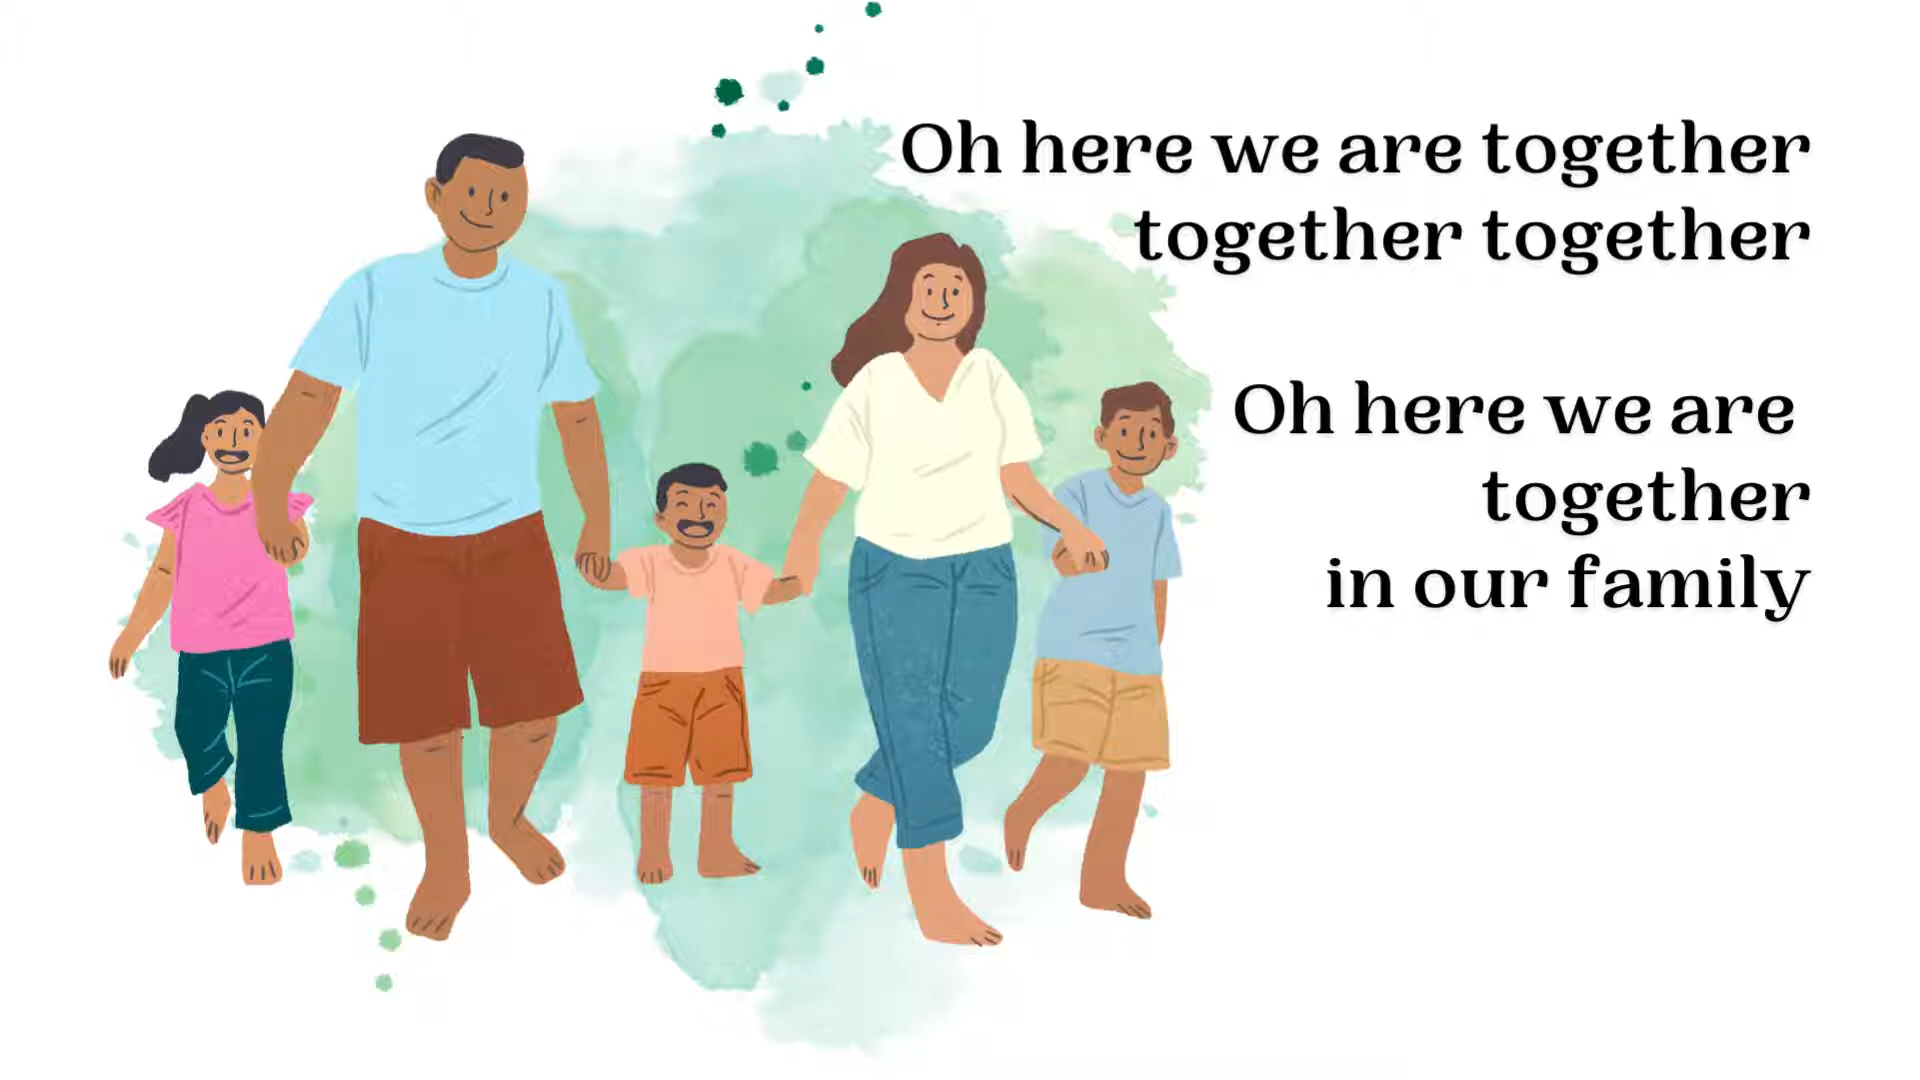 Oh here we are together
together together
Oh here we are
together
in our family